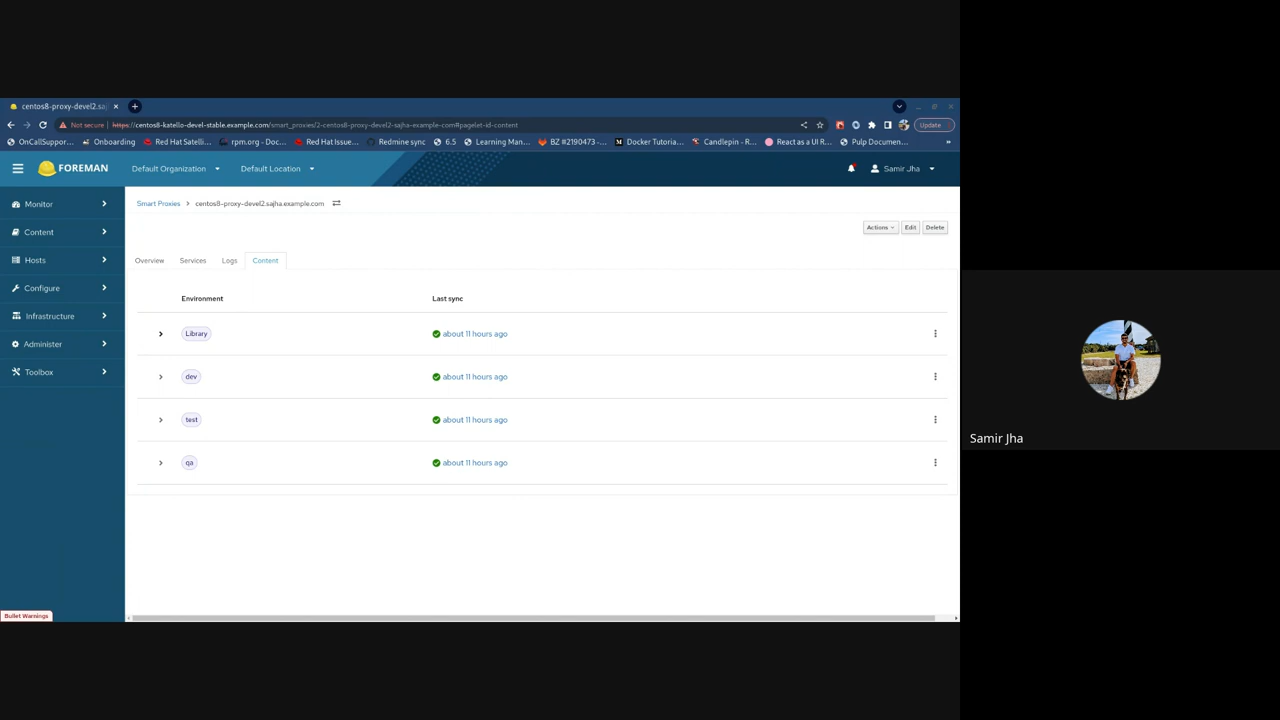 centos8-proxy-devel2.saj
Not secure https://centos8-katello-devel-stable.example.com/smart_proxies/2-centos8-proxy-devel2-sajha-example-com#pagelet-id-content Update
OnCallSuppor... Onboarding Red Hat Satelli... rpm.org - Doc... Red Hat Issue... Redmine sync 6.5 Learning Man... BZ #2190473 -... Docker Tutoria... Candlepin - R... React as a UI R... Pulp Documen... »
FOREMAN Default Organization Default Location Samir Jha
Monitor
Content
Hosts
Configure
Infrastructure
Administer
Toolbox
Smart Proxies > centos8-proxy-devel2.sajha.example.com
Actions Edit Delete
Overview Services Logs Content
Environment Last sync
Library about 11 hours ago
dev about 11 hours ago
test about 11 hours ago
qa about 11 hours ago
Bullet Warnings
Samir Jha